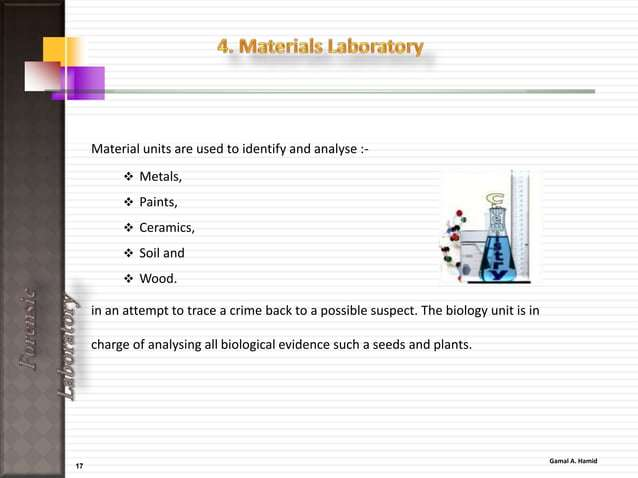 4. Materials Laboratory
Material units are used to identify and analyse :-
❖ Metals,
❖ Paints,
❖ Ceramics,
❖ Soil and
❖ Wood.
Chemistry
in an attempt to trace a crime back to a possible suspect. The biology unit is in
charge of analysing all biological evidence such a seeds and plants.
Forensic
Laboratory
17
Gamal A. Hamid